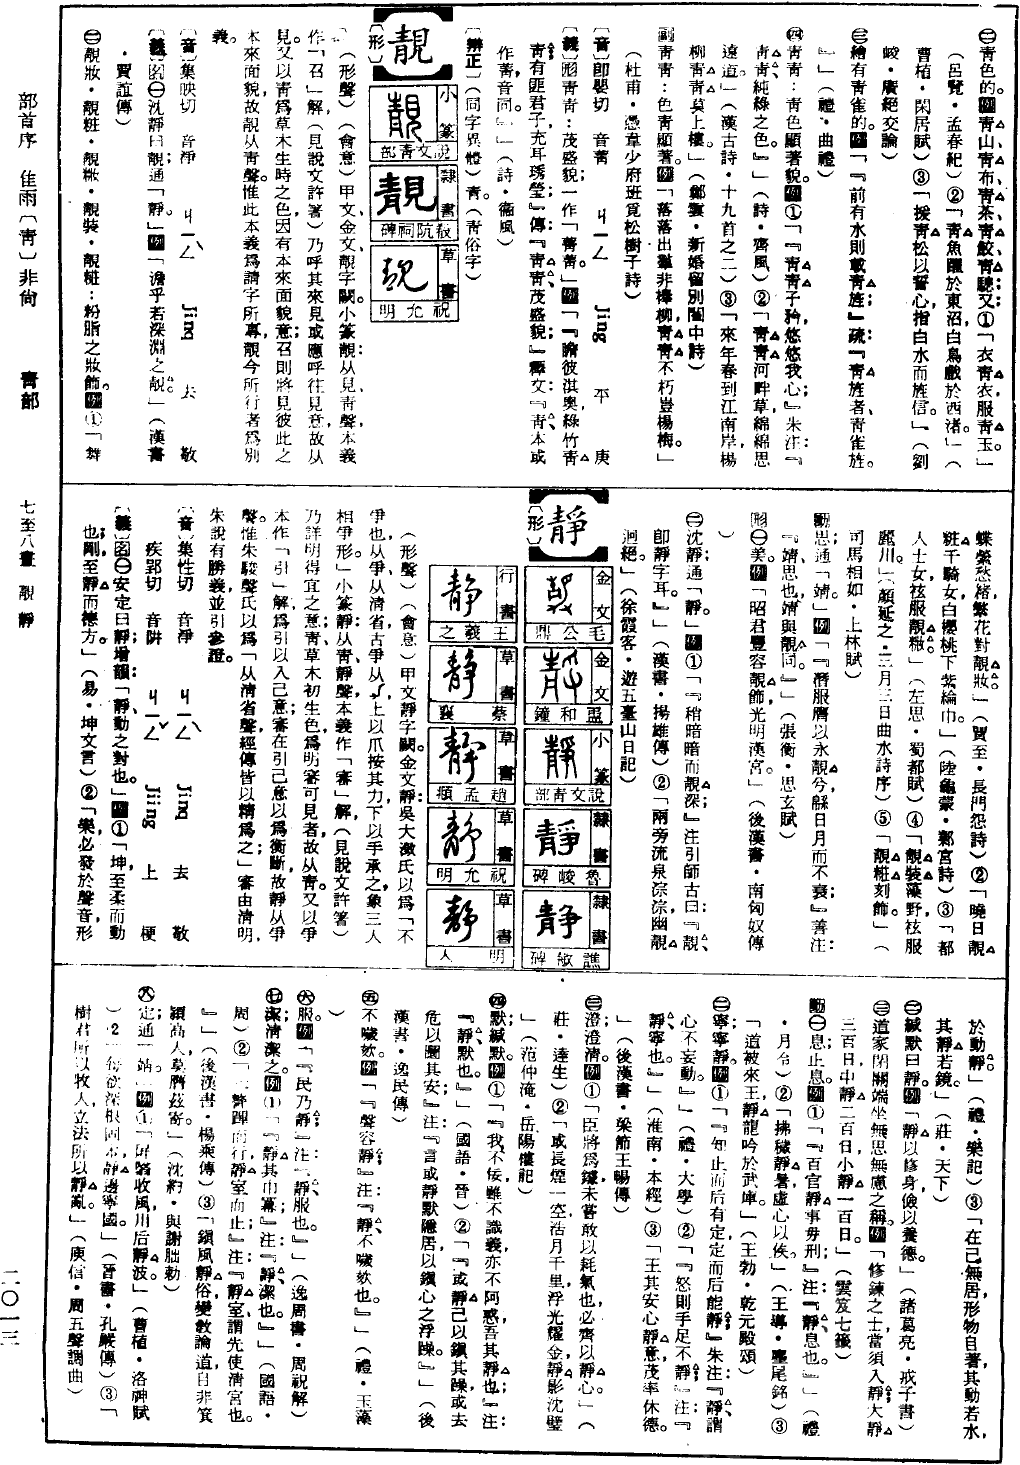 ㊁青色的。例青山青布青茶青鮫青驄又①「衣青衣服青玉。」
（呂覽・孟春紀）②「青魚躍於東沼白鳥戲於西渚」（
曹植・閑居賦）③「援青松以誓心，指白水而旌信。」（劉
峻・廣絕交論）
㊂繪有青雀的。例「『前有水則載青旌』疏：『青旌者、青雀旌。
』」（禮・曲禮）
㊃青青：青色顯著貌。例①「『青青子衿，悠悠我心』朱注：『
青青純綠之色。』」（詩・齊風）②「青青河畔草，綿綿思
遠道。」（漢古詩・十九首之二）③「來年春到江南岸，楊
柳青青莫上樓。」（鄭雲・新婚留別閨中詩）
副青青：色青顯著。例「落落出羣非櫸柳，青青不朽豈楊梅。」
（杜甫・憑韋少府班覓松樹子詩）
〔音〕即嬰切　音菁　ㄐㄧㄥ　Jing　平　庚
〔義〕形青青：茂盛貌一作「菁菁。」例「『瞻彼淇奧，綠竹青
青，有匪君子，充耳琇瑩』傳：『青青，茂盛貌』釋文：『青，本或
作菁，音同。』」（詩・衞風）
〔辨正〕（同字異體）青。（青俗字）
靚
〔形〕
小篆　說文青部
隸書　殽阬祠碑
草書　祝允明
（形聲）（會意）甲文、金文、靚字闕。小篆靚：从見、青聲，本義
作「召」解（見說文許箸）乃呼其來見或應呼往見意，故从
見。又以青爲草木生時之色，因有本來面貌意；召則將見彼此之
本來面貌，故靚从青聲。惟此本義爲請字所專，靚今所行者爲別
義。
〔音〕集映切　音淨　ㄐㄧㄥˋ　Jing　去　敬
〔義〕名㊀沈靜曰靚；通「靜。」例「澹乎若深淵之靚。」（漢書
・賈誼傳）
㊁靚妝・靚粧・靚糚・靚裝・靚粧：粉脂之妝飾。例①「舞
蝶縈愁緒，繁花對靚妝。」（賈至・長門怨詩）②「曉日靚
粧千騎女，白櫻桃下紫綸巾。」（陸龜蒙・鄴宮詩）③「都
人士女，袨服靚糚。」（左思・蜀都賦）④「靚裝藻野，袨服
麗川。」（顏延之・三月三日曲水詩序）⑤「靚粧刻飾。」（
司馬相如・上林賦）
動思；通「靖。」例「『潛服膺以永靚兮，緜日月而不衰』善注：
『靖，思也，靖與靚同。』」（張衡・思玄賦）
形㊀美。例「昭君豐容靚飾，光明漢宮。」（後漢書・南匈奴傳
）
㊁沈靜；通「靜。」例①「『稍暗暗而靚深』注引師古曰：『靚，
即靜字耳。』」（漢書・揚雄傳）②「兩旁流泉淙淙，幽靚
迥絕。」（徐霞客・遊五臺山日記）
靜
〔形〕
金文　毛公鼎
金文　盄和鐘
小篆　說文青部
隸書　魯峻碑
隸書　譙敏碑
行書　王羲之
草書　蔡襄
草書　趙孟頫
草書　祝允明
草書　明人
（形聲）（會意）甲文靜字闕。金文靜：吳大澂氏以爲「不
爭也，从爭从清省，古爭从，上以爪按其力，下以手承之，象三人
相爭形。」小篆靜：从青、靜聲，本義作「審」解（見說文許箸）
乃詳明得宜之意；青草木初生色，爲明審可見者，故从青。又以爭
本作「引」解，爲引以入己意；審在引己意以爲衡斷，故靜从爭
聲。惟朱駿聲氏以爲「从清省聲，經傳皆以精爲之」審由清明，
朱說有勝義，並引參證。
〔音〕集性切　音淨　ㄐㄧㄥˋ　Jing　去　敬
疾郢切　音阱　ㄐㄧㄥˇ　Jiing　上　梗
〔義〕名㊀安定曰靜；增韻「靜，動之對也。」例①「坤，至柔而動
也剛，至靜而德方。」（易・坤文言）②「樂必發於聲音，形
於動靜。」（禮・樂記）③「在己無居，形物自著，其動若水，
其靜若鏡。」（莊・天下）
㊁緘默曰靜。例「靜以修身，儉以養德。」（諸葛亮・戒子書）
㊂道家閉關端坐無思無慮之稱。例「修鍊之士，當須入靜，大靜
三百日，中靜二百日，小靜一百日。」（雲笈七籤）
動㊀息；止息。例①「『百官靜，事毋刑』注：『靜，息也。』」（禮
・月令）②「拂穢靜暑，虛心以俟。」（王導・麈尾銘）③
「道被來王，靜龍吟於武庫。」（王勃・乾元殿頌）
㊁寧；寧靜。例①「『知止而后有定，定而后能靜』朱注：『靜謂
心不妄動。』」（禮・大學）②「『怒則手足不靜』注：『
靜，寧也。』」（淮南・本經）③「王其安心靜意，茂率休德。
」（後漢書・梁節王暢傳）
㊂澄；澄清。例①「臣將爲鐻，未嘗敢以耗氣也，必齊以靜心。」（
莊・達生）②「或長煙一空，浩月千里，浮光耀金，靜影沈璧
」（范仲淹・岳陽樓記）
㊃默；緘默。例①「『我不佞，雖不識義，亦不阿惑，吾其靜也』注：
『靜，默也。』」（國語・晉）②「『或靜己以鎮其躁，或去
危以圖其安』注：『言或靜默隱居以鎮心之浮躁。』」（後
漢書・逸民傳）
㊄不噦欬。例「『聲容靜』注：『靜，不噦欬也。』」（禮・玉藻
）
㊅服。例「『民乃靜』注：『靜，服也。』」（逸周書・周祝解）
㊆潔；清潔之。例①「『靜其巾冪』注：『靜，潔也。』」（國語・
周）②「『警蹕而行，靜室而止』注：『靜室謂先使清宮也。
』」（後漢書・楊秉傳）③「鎮風靜俗，變教論道，自非箕
潁高人，莫膺茲寄。」（沈約・與謝朏勅）
㊇定；通「靖。」例①「屏翳收風，川后靜波。」（曹植・洛神賦
）②「每欲深根固本，靜邊寧國。」（晉書・孔嚴傳）③「
樹君所以牧人，立法所以靜亂。」（庾信・周五聲調曲）
部首序　隹雨〔青〕非尙　青部　七至八畫　靚　靜　二〇一三